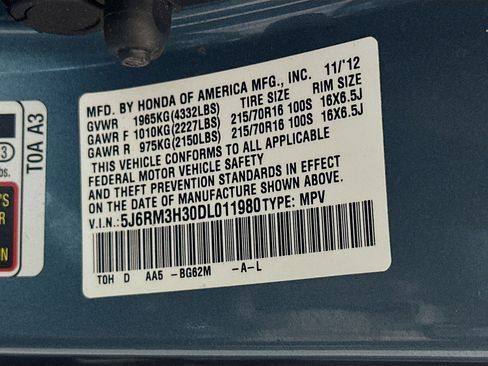 MFD. BY HONDA OF AMERICA MFG., INC. 11/'12
GVWR 1965KG(4332LBS) TIRE SIZE RIM SIZE
GAWR F 1010KG(2227LBS) 215/70R16 100S 16X6.5J
GAWR R 975KG(2150LBS) 215/70R16 100S 16X6.5J
THIS VEHICLE CONFORMS TO ALL APPLICABLE
FEDERAL MOTOR VEHICLE SAFETY
AND THEFT PREVENTION STANDARDS IN EFFECT
ON THE DATE OF MANUFACTURE SHOWN ABOVE.
V.I.N.: 5J6RM3H30DL011980 TYPE: MPV
TOH D AA5 -BG62M -A-L
TOA A3